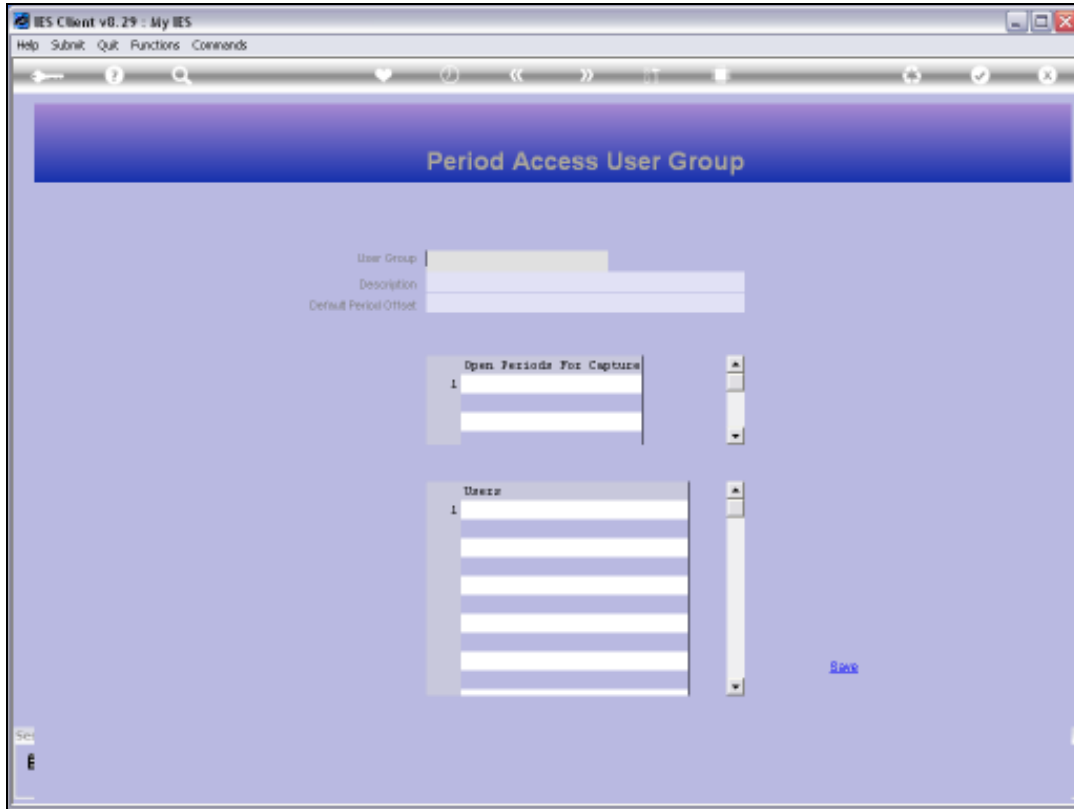 IES Client v8.29 : My IES
Help Submit Quit Functions Commands
Period Access User Group
User Group
Description
Default Period Offset
Open Periods For Capture
1
Users
1
Save